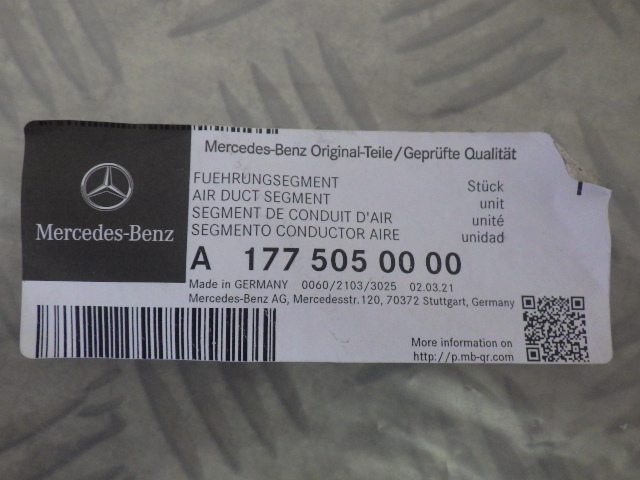 Mercedes-Benz Original-Teile/Geprüfte Qualität
Mercedes-Benz
FUEHRUNGSEGMENT Stück
AIR DUCT SEGMENT unit
SEGMENT DE CONDUIT D'AIR unité
SEGMENTO CONDUCTOR AIRE unidad
A 177 505 00 00
Made in GERMANY 0060/2103/3025 02.03.21
Mercedes-Benz AG, Mercedesstr.120, 70372 Stuttgart, Germany
More information on
http://p.mb-qr.com